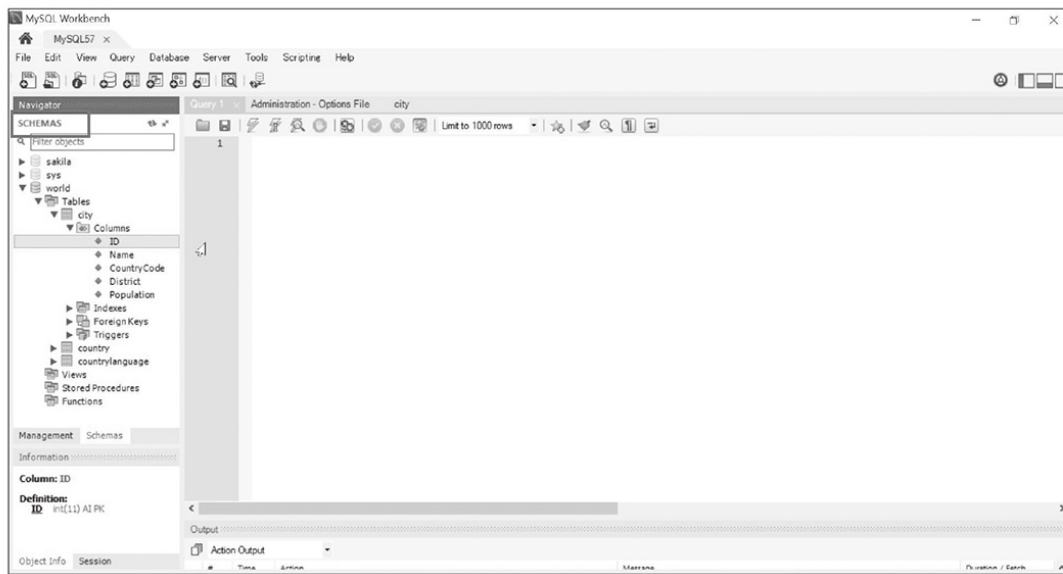 MySQL Workbench
MySQL57 ×
File Edit View Query Database Server Tools Scripting Help
Navigator
Query 1 × Administration - Options File city
SCHEMAS
Limit to 1000 rows
Filter objects
1
sakila
sys
world
Tables
city
Columns
ID
Name
CountryCode
District
Population
Indexes
Foreign Keys
Triggers
country
countrylanguage
Views
Stored Procedures
Functions
Management Schemas
Information
Column: ID
Definition:
ID int(11) AI PK
Output
Action Output
Object Info Session
# Time Action Message Duration / Fetch